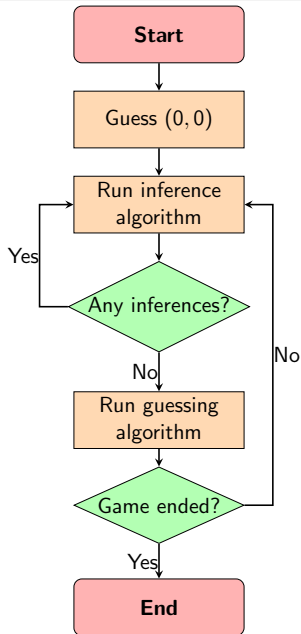 Start
Guess (0, 0)
Run inference
algorithm
Yes
Any inferences?
No
No
Run guessing
algorithm
Game ended?
Yes
End